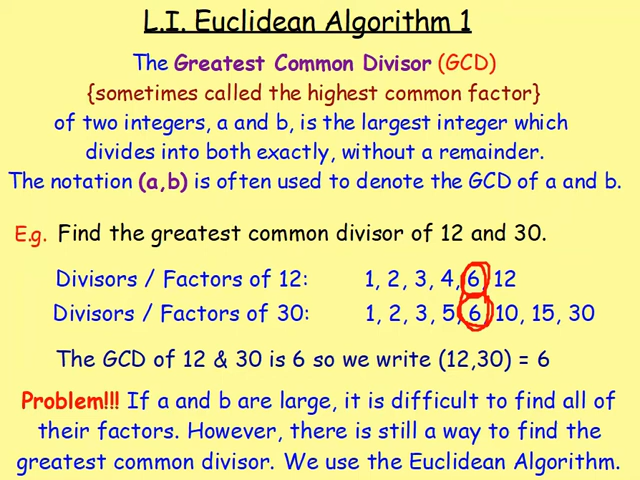 L.I. Euclidean Algorithm 1
The Greatest Common Divisor (GCD)
{sometimes called the highest common factor}
of two integers, a and b, is the largest integer which
divides into both exactly, without a remainder.
The notation (a,b) is often used to denote the GCD of a and b.
E.g. Find the greatest common divisor of 12 and 30.
Divisors / Factors of 12: 1, 2, 3, 4, 6, 12
Divisors / Factors of 30: 1, 2, 3, 5, 6, 10, 15, 30
The GCD of 12 & 30 is 6 so we write (12,30) = 6
Problem!!! If a and b are large, it is difficult to find all of
their factors. However, there is still a way to find the
greatest common divisor. We use the Euclidean Algorithm.